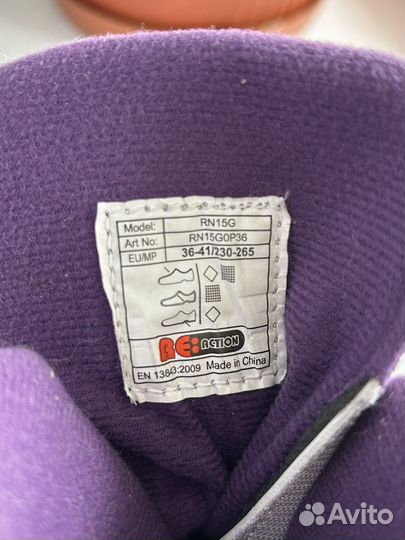 Model: RN15G
Art No: RN15G0P36
EU/MP 36-41/230-265
RE:ACTION
EN 13843:2009 Made in China
Avito